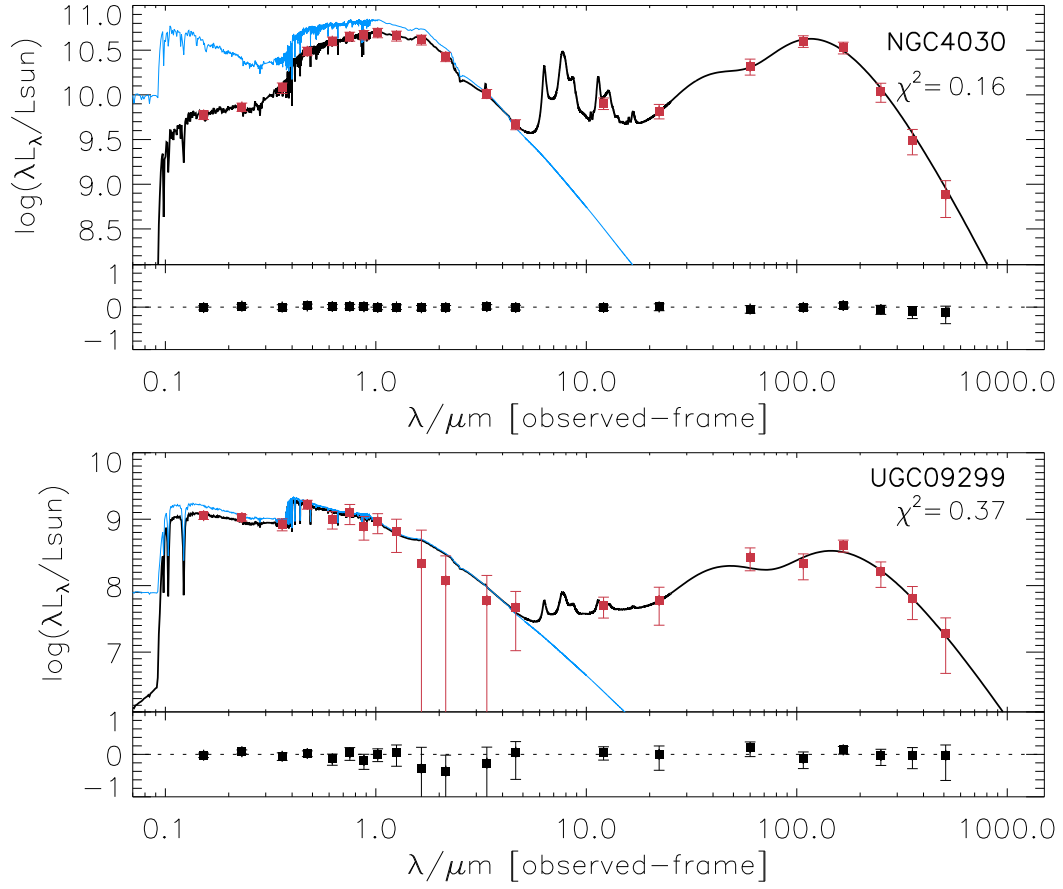 11.0
NGC4030
χ²=0.16
10.5
10.0
9.5
9.0
8.5
log(λL_λ/Lsun)
1
0
−1
0.1 1.0 10.0 100.0 1000.0
λ/μm [observed−frame]
10
UGC09299
χ²=0.37
9
8
7
log(λL_λ/Lsun)
1
0
−1
0.1 1.0 10.0 100.0 1000.0
λ/μm [observed−frame]